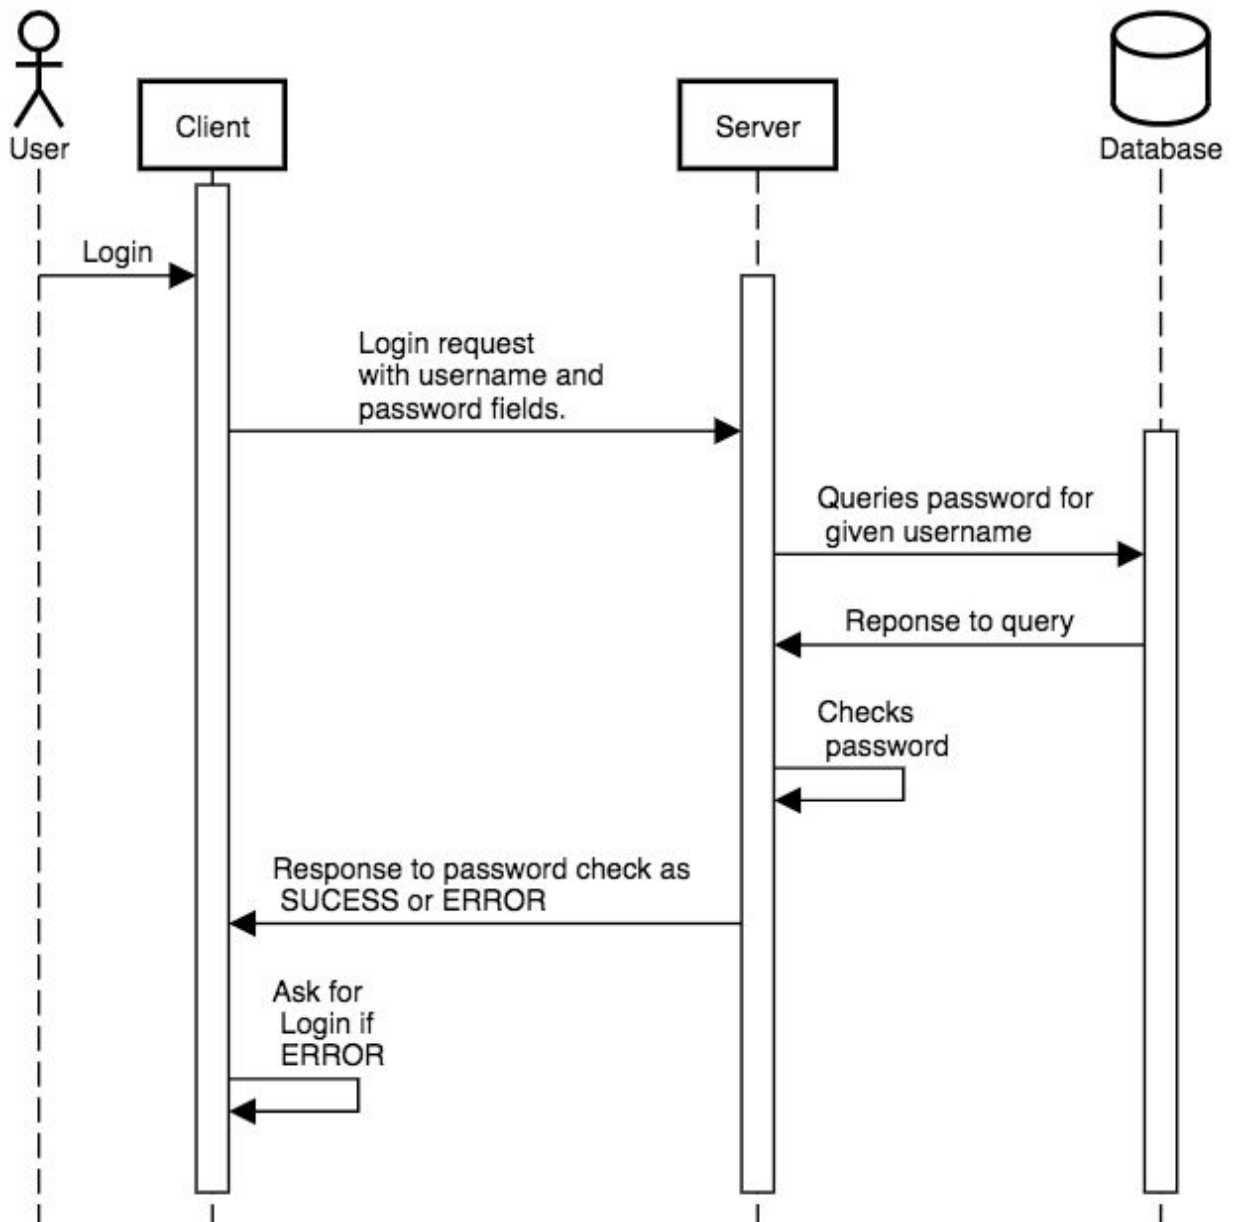 User
Client
Server
Database
Login
Login request
with username and
password fields.
Queries password for
given username
Reponse to query
Checks
password
Response to password check as
SUCESS or ERROR
Ask for
Login if
ERROR